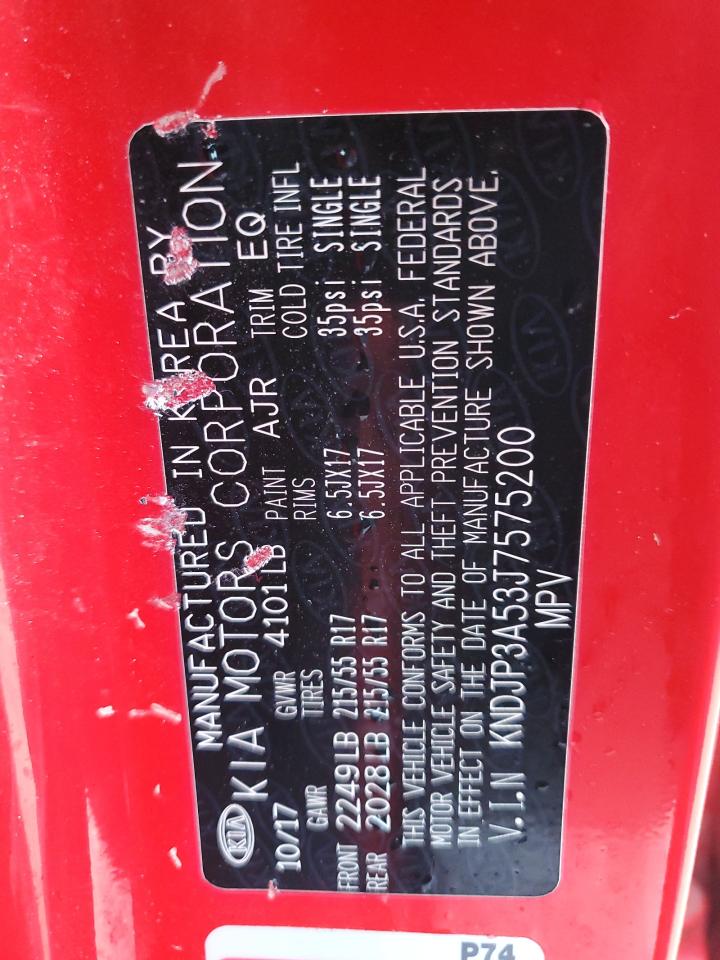 MANUFACTURED IN KOREA BY
KIA KIA MOTORS CORPORATION
10/17 GVWR 4101LB PAINT AJR TRIM EQ
GAWR TIRES RIMS COLD TIRE INFL
FRONT 2249LB 215/55 R17 6.5JX17 35psi SINGLE
REAR 2028LB 215/55 R17 6.5JX17 35psi SINGLE
THIS VEHICLE CONFORMS TO ALL APPLICABLE U.S.A. FEDERAL
MOTOR VEHICLE SAFETY AND THEFT PREVENTION STANDARDS
IN EFFECT ON THE DATE OF MANUFACTURE SHOWN ABOVE.
V.I.N KNDJP3A53J7575200
MPV
P74